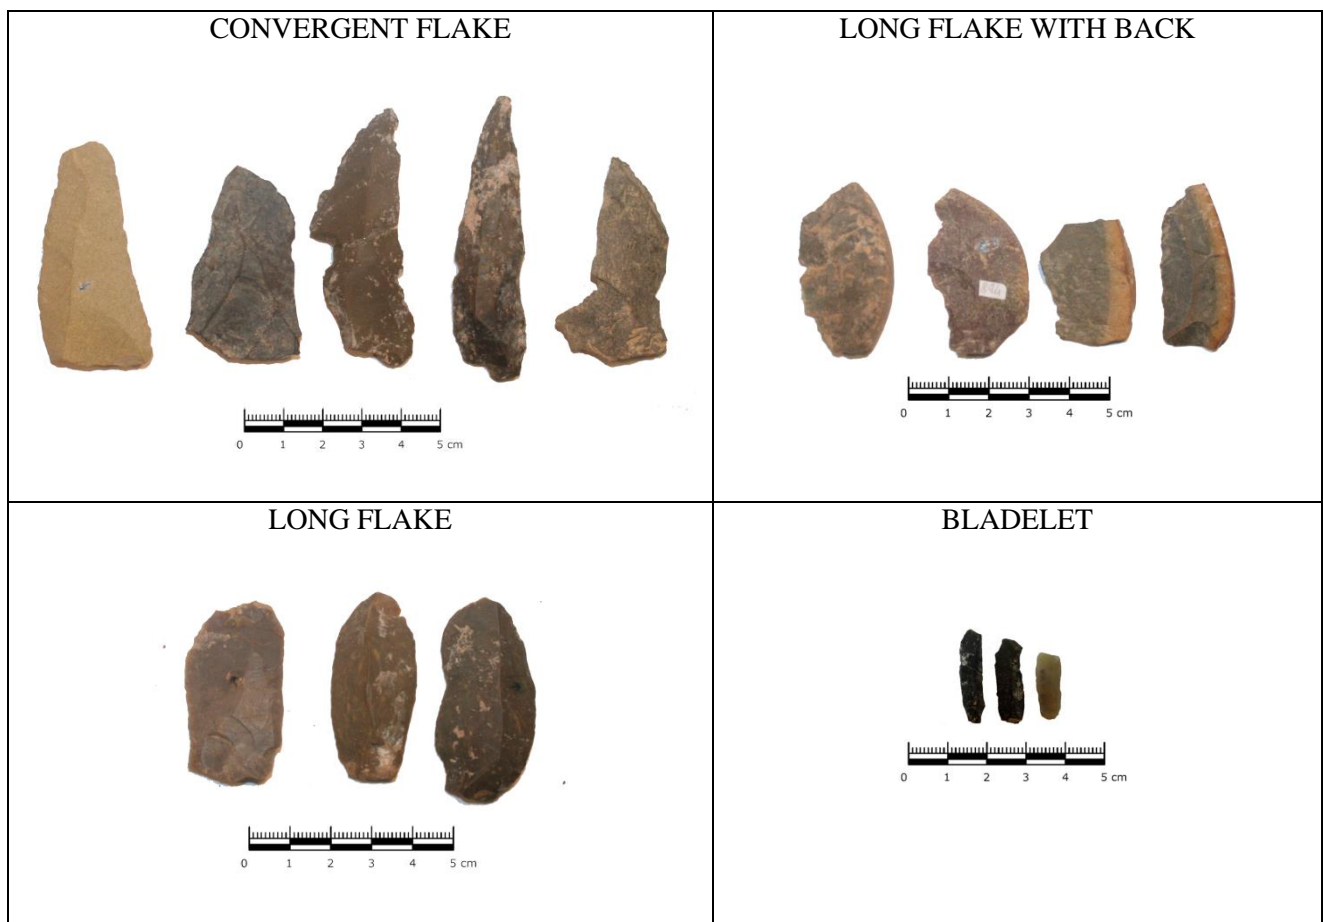 CONVERGENT FLAKE
0 1 2 3 4 5 cm
LONG FLAKE WITH BACK
0 1 2 3 4 5 cm
LONG FLAKE
0 1 2 3 4 5 cm
BLADELET
0 1 2 3 4 5 cm